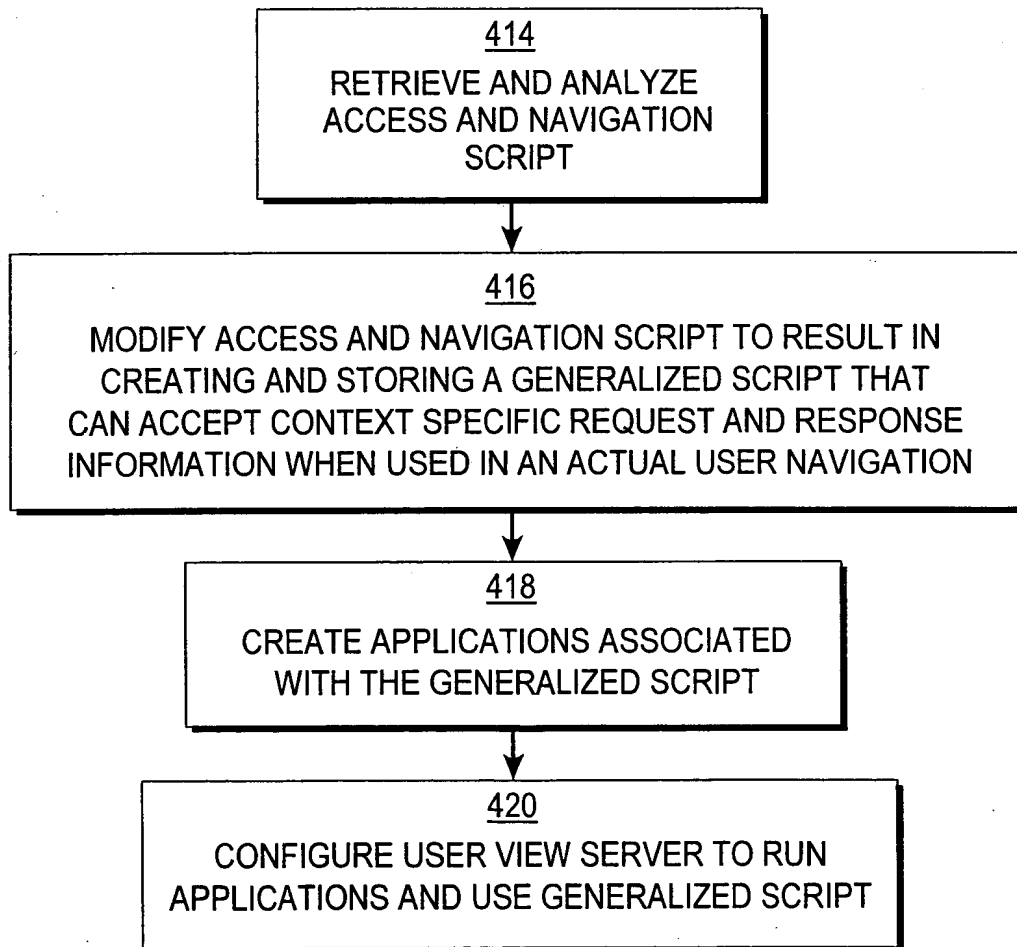 414
RETRIEVE AND ANALYZE
ACCESS AND NAVIGATION
SCRIPT
416
MODIFY ACCESS AND NAVIGATION SCRIPT TO RESULT IN
CREATING AND STORING A GENERALIZED SCRIPT THAT
CAN ACCEPT CONTEXT SPECIFIC REQUEST AND RESPONSE
INFORMATION WHEN USED IN AN ACTUAL USER NAVIGATION
418
CREATE APPLICATIONS ASSOCIATED
WITH THE GENERALIZED SCRIPT
420
CONFIGURE USER VIEW SERVER TO RUN
APPLICATIONS AND USE GENERALIZED SCRIPT